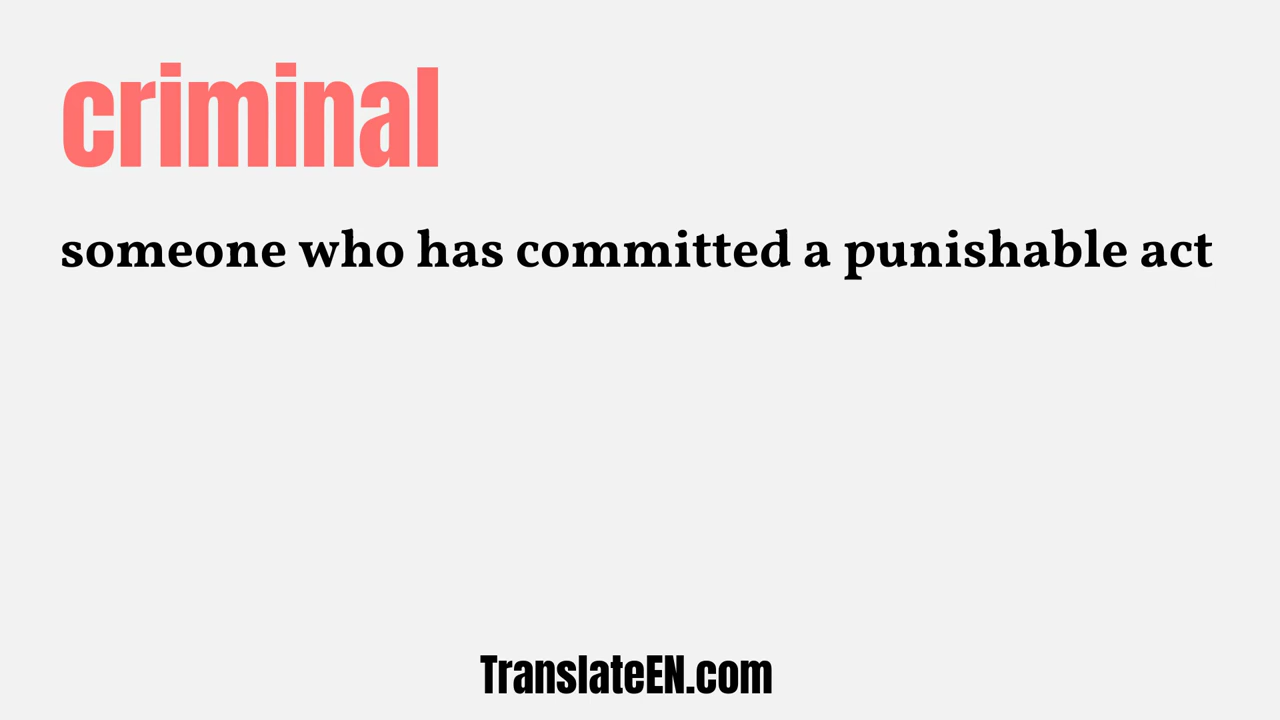 criminal
someone who has committed a punishable act
TranslateEN.com